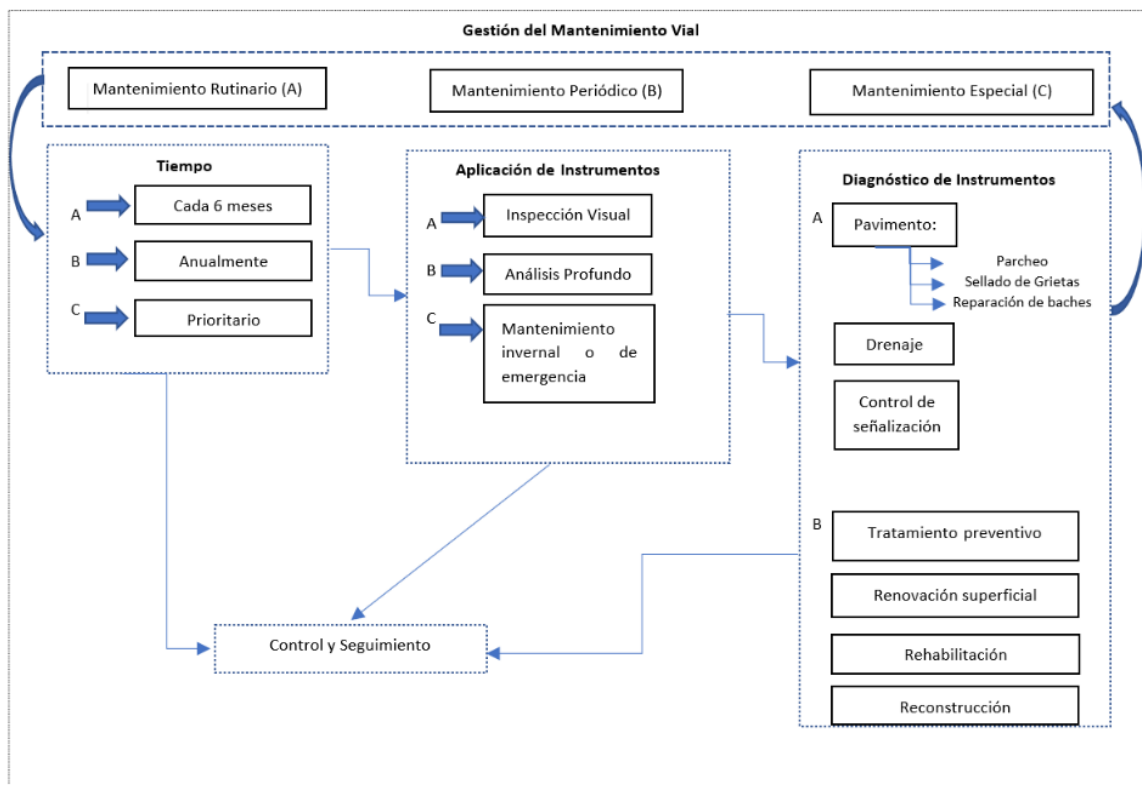 Gestión del Mantenimiento Vial
Mantenimiento Rutinario (A)
Mantenimiento Periódico (B)
Mantenimiento Especial (C)
Tiempo
A
Cada 6 meses
B
Anualmente
C
Prioritario
Aplicación de Instrumentos
A
Inspección Visual
B
Análisis Profundo
C
Mantenimiento
invernal o de
emergencia
Diagnóstico de Instrumentos
A
Pavimento:
Parcheo
Sellado de Grietas
Reparación de baches
Drenaje
Control de
señalización
B
Tratamiento preventivo
Renovación superficial
Rehabilitación
Reconstrucción
Control y Seguimiento